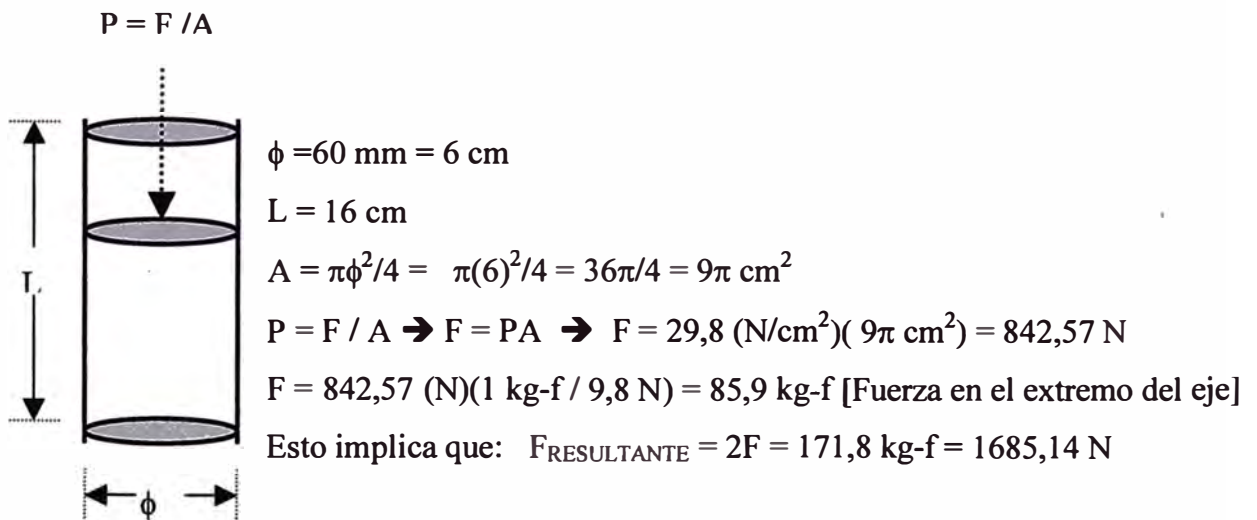 P = F /A
ϕ =60 mm = 6 cm
L = 16 cm
A = πϕ²/4 = π(6)²/4 = 36π/4 = 9π cm²
P = F / A ➔ F = PA ➔ F = 29,8 (N/cm²)( 9π cm²) = 842,57 N
F = 842,57 (N)(1 kg-f / 9,8 N) = 85,9 kg-f [Fuerza en el extremo del eje]
L
Esto implica que: F_RESULTANTE = 2F = 171,8 kg-f = 1685,14 N
ϕ